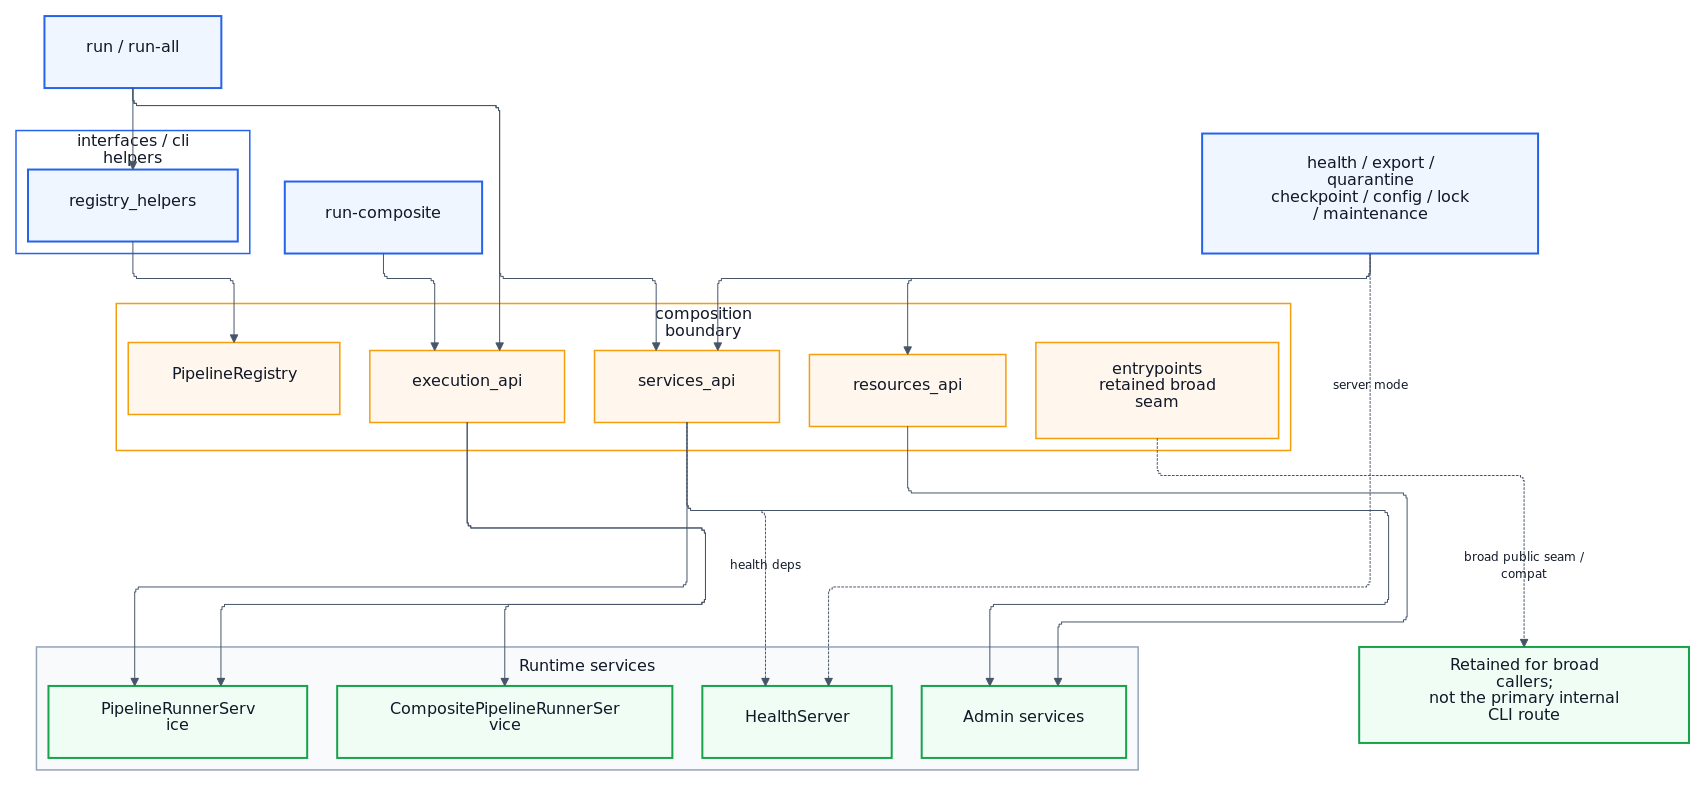 run / run-all
interfaces / cli
helpers
registry_helpers
run-composite
health / export /
quarantine
checkpoint / config / lock
/ maintenance
composition
boundary
PipelineRegistry
execution_api
services_api
resources_api
entrypoints
retained broad
seam
server mode
health deps
broad public seam /
compat
Runtime services
PipelineRunnerServ
ice
CompositePipelineRunnerSer
vice
HealthServer
Admin services
Retained for broad
callers;
not the primary internal
CLI route